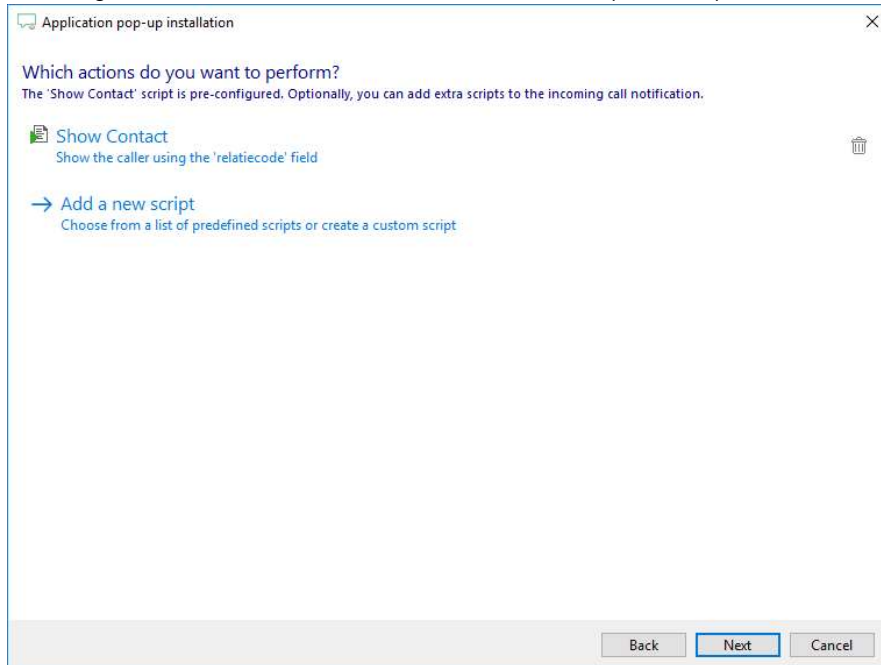 Application pop-up installation
Which actions do you want to perform?
The 'Show Contact' script is pre-configured. Optionally, you can add extra scripts to the incoming call notification.
Show Contact
Show the caller using the 'relatiecode' field
Add a new script
Choose from a list of predefined scripts or create a custom script
Back Next Cancel